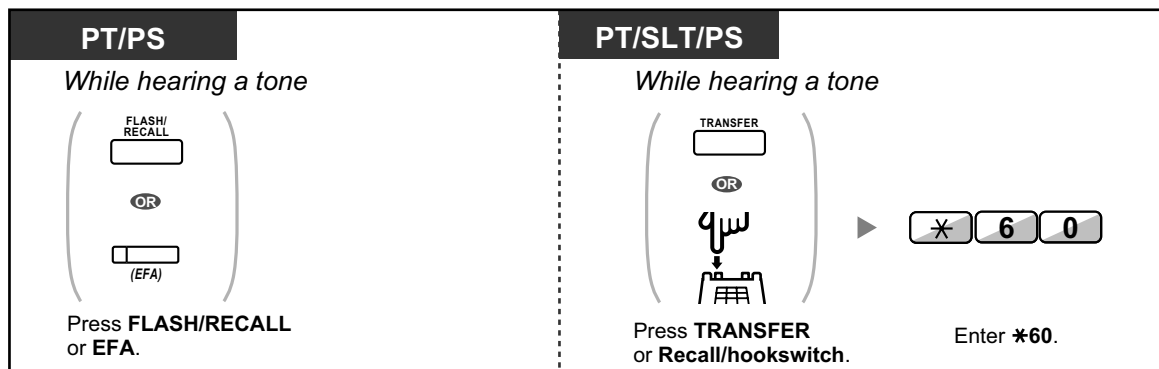 PT/PS
While hearing a tone
FLASH/
RECALL
OR
(EFA)
Press FLASH/RECALL
or EFA.
PT/SLT/PS
While hearing a tone
TRANSFER
OR
Press TRANSFER
or Recall/hookswitch.
* 6 0
Enter *60.